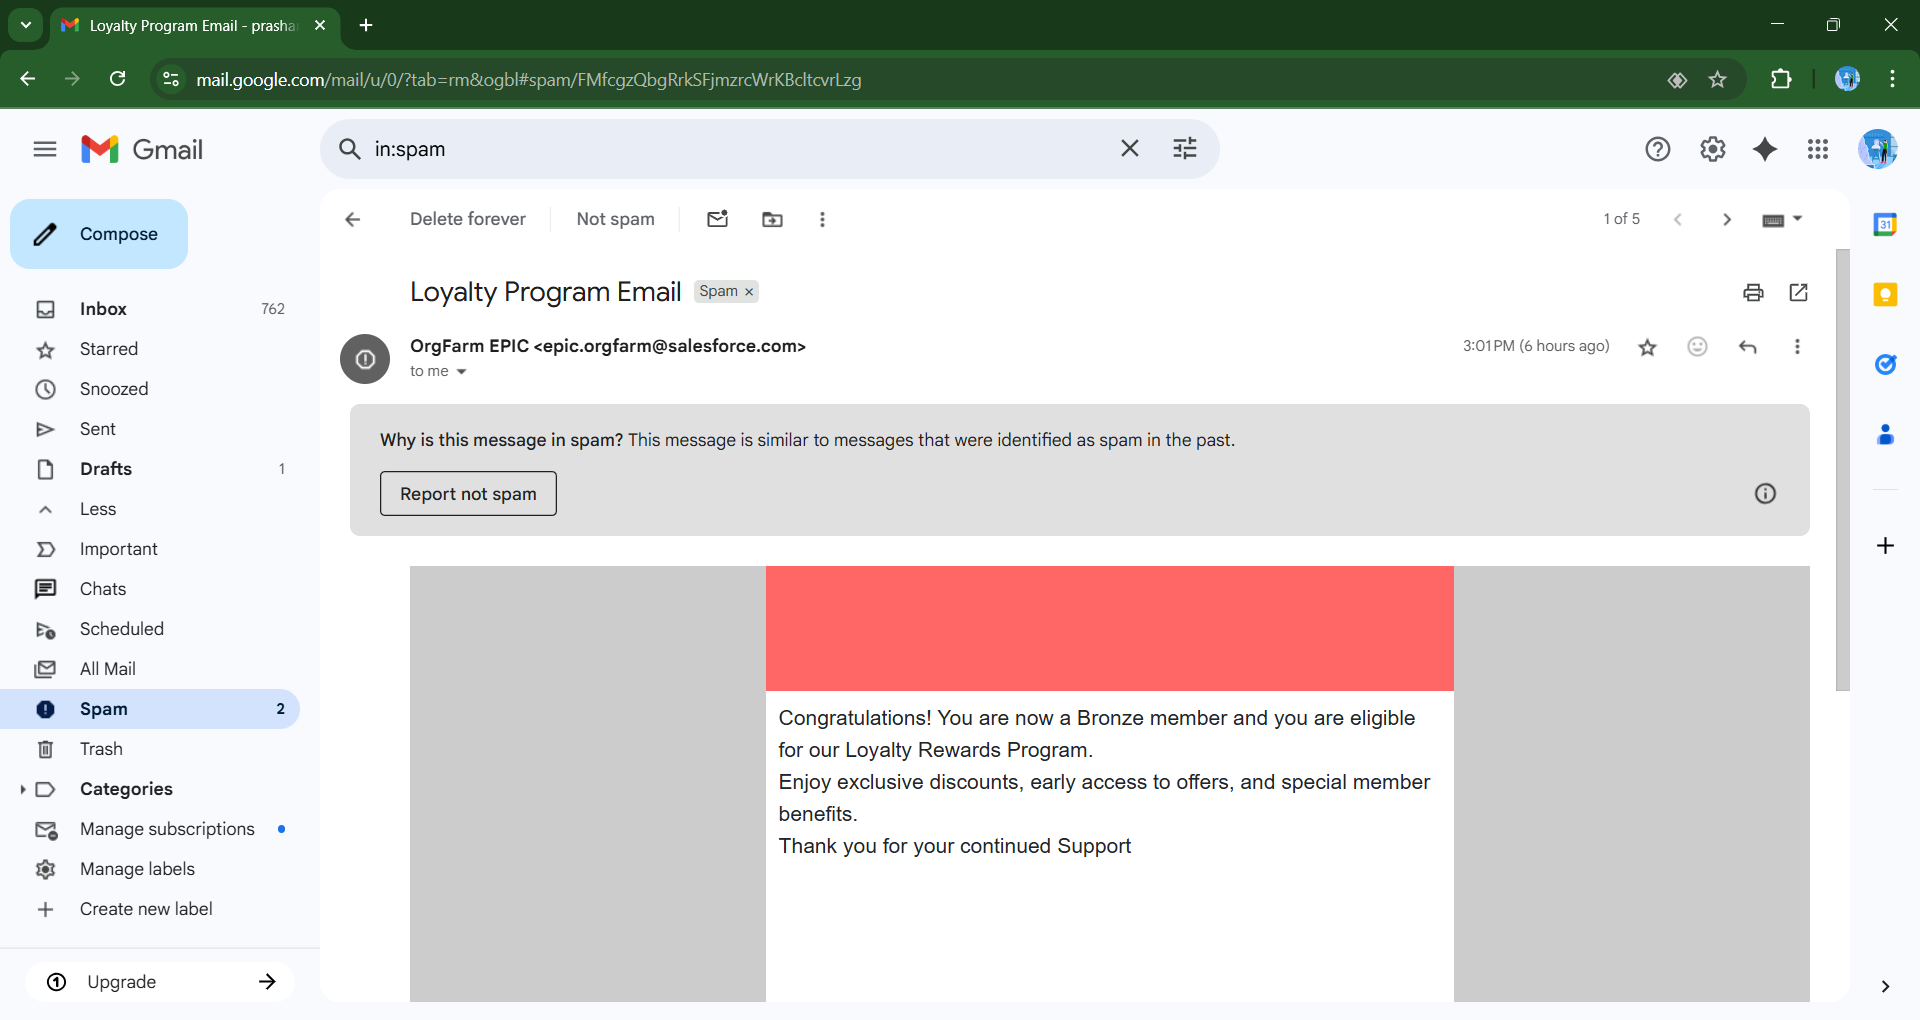 Loyalty Program Email - prasha
mail.google.com/mail/u/0/?tab=rm&ogbl#spam/FMfcgzQbgRrkSFjmzrcWrKBcltcvrLzg
Gmail
in:spam
Compose
Inbox 762
Starred
Snoozed
Sent
Drafts 1
Less
Important
Chats
Scheduled
All Mail
Spam 2
Trash
Categories
Manage subscriptions
Manage labels
Create new label
Upgrade
Delete forever
Not spam
1 of 5
Loyalty Program Email
Spam ×
OrgFarm EPIC <epic.orgfarm@salesforce.com>
3:01 PM (6 hours ago)
to me
Why is this message in spam? This message is similar to messages that were identified as spam in the past.
Report not spam
Congratulations! You are now a Bronze member and you are eligible
for our Loyalty Rewards Program.
Enjoy exclusive discounts, early access to offers, and special member
benefits.
Thank you for your continued Support
31